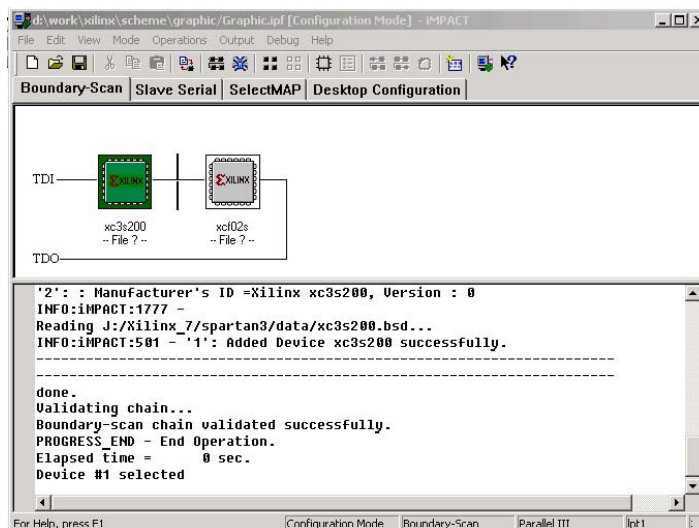 d:\work\xilinx\scheme\graphic/Graphic.ipf [Configuration Mode] - iMPACT
File Edit View Mode Operations Output Debug Help
Boundary-Scan Slave Serial SelectMAP Desktop Configuration
TDI
XILINX XILINX
xc3s200 xcf02s
-- File ? -- -- File ? --
TDO
'2': : Manufacturer's ID =Xilinx xc3s200, Version : 0
INFO:iMPACT:1777 -
Reading J:/Xilinx_7/spartan3/data/xc3s200.bsd...
INFO:iMPACT:501 - '1': Added Device xc3s200 successfully.
----------------------------------------------------------------------
----------------------------------------------------------------------
done.
Validating chain...
Boundary-scan chain validated successfully.
PROGRESS_END - End Operation.
Elapsed time =      0 sec.
Device #1 selected
For Help, press F1 Configuration Mode Boundary-Scan Parallel III lpt1